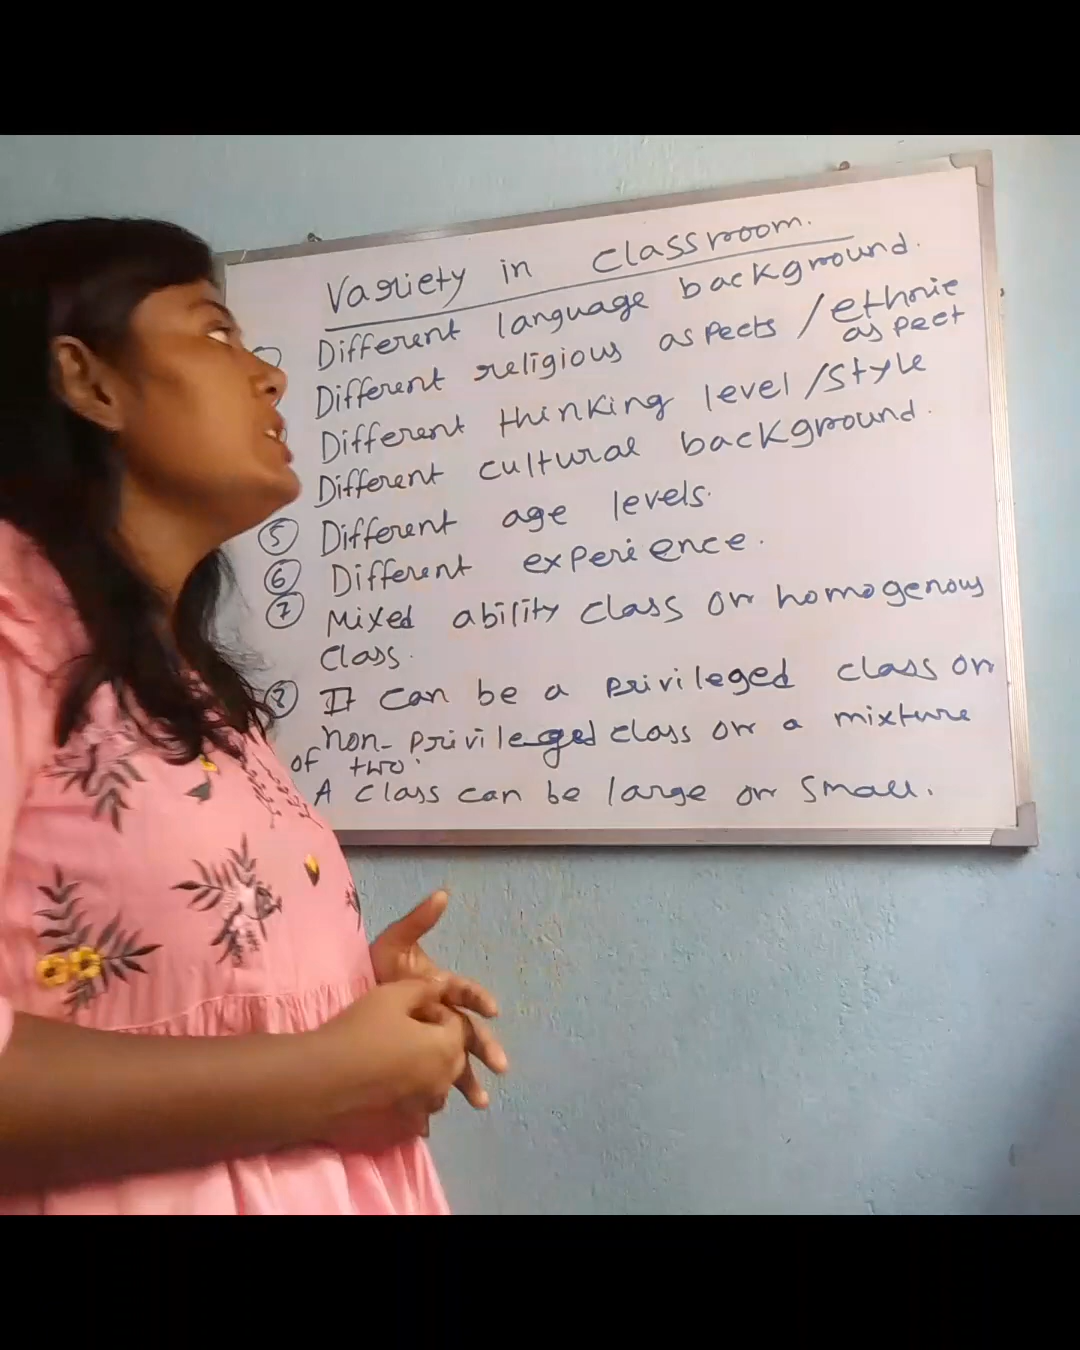 Variety in classroom.
Different language background.
Different religious aspects / ethnic
aspect
Different thinking level / style
Different cultural background.
⑤ Different age levels.
⑥ Different experience.
⑦ Mixed ability class or homogenous
class.
⑧ It can be a privileged class or
non-privileged class or a mixture
of two.
A class can be large or small.